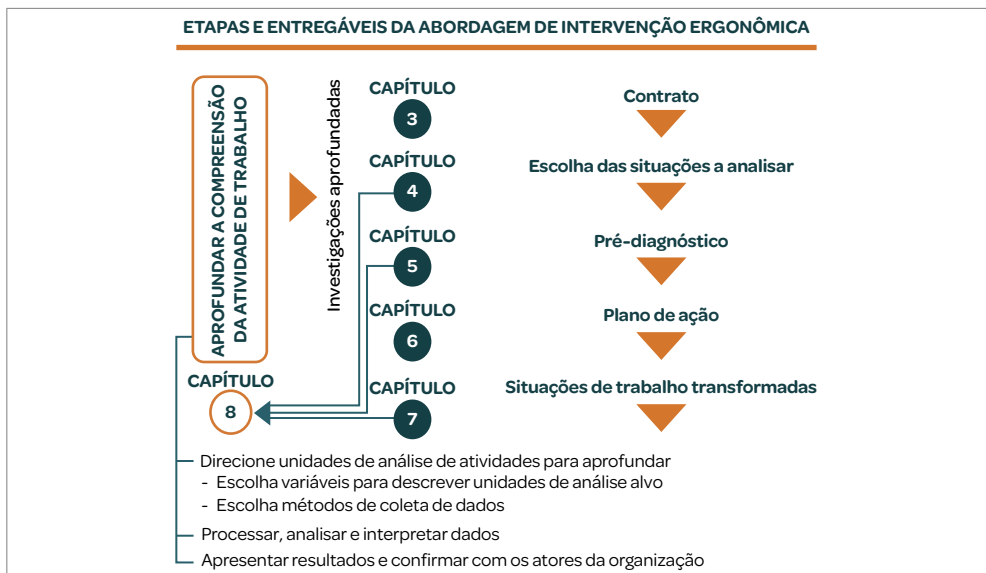 ETAPAS E ENTREGÁVEIS DA ABORDAGEM DE INTERVENÇÃO ERGONÔMICA
APROFUNDAR A COMPREENSÃO
DA ATIVIDADE DE TRABALHO
Investigações aprofundadas
CAPÍTULO
3
Contrato
CAPÍTULO
4
Escolha das situações a analisar
CAPÍTULO
5
Pré-diagnóstico
CAPÍTULO
6
Plano de ação
CAPÍTULO
7
Situações de trabalho transformadas
CAPÍTULO
8
Direcione unidades de análise de atividades para aprofundar
- Escolha variáveis para descrever unidades de análise alvo
- Escolha métodos de coleta de dados
Processar, analisar e interpretar dados
Apresentar resultados e confirmar com os atores da organização